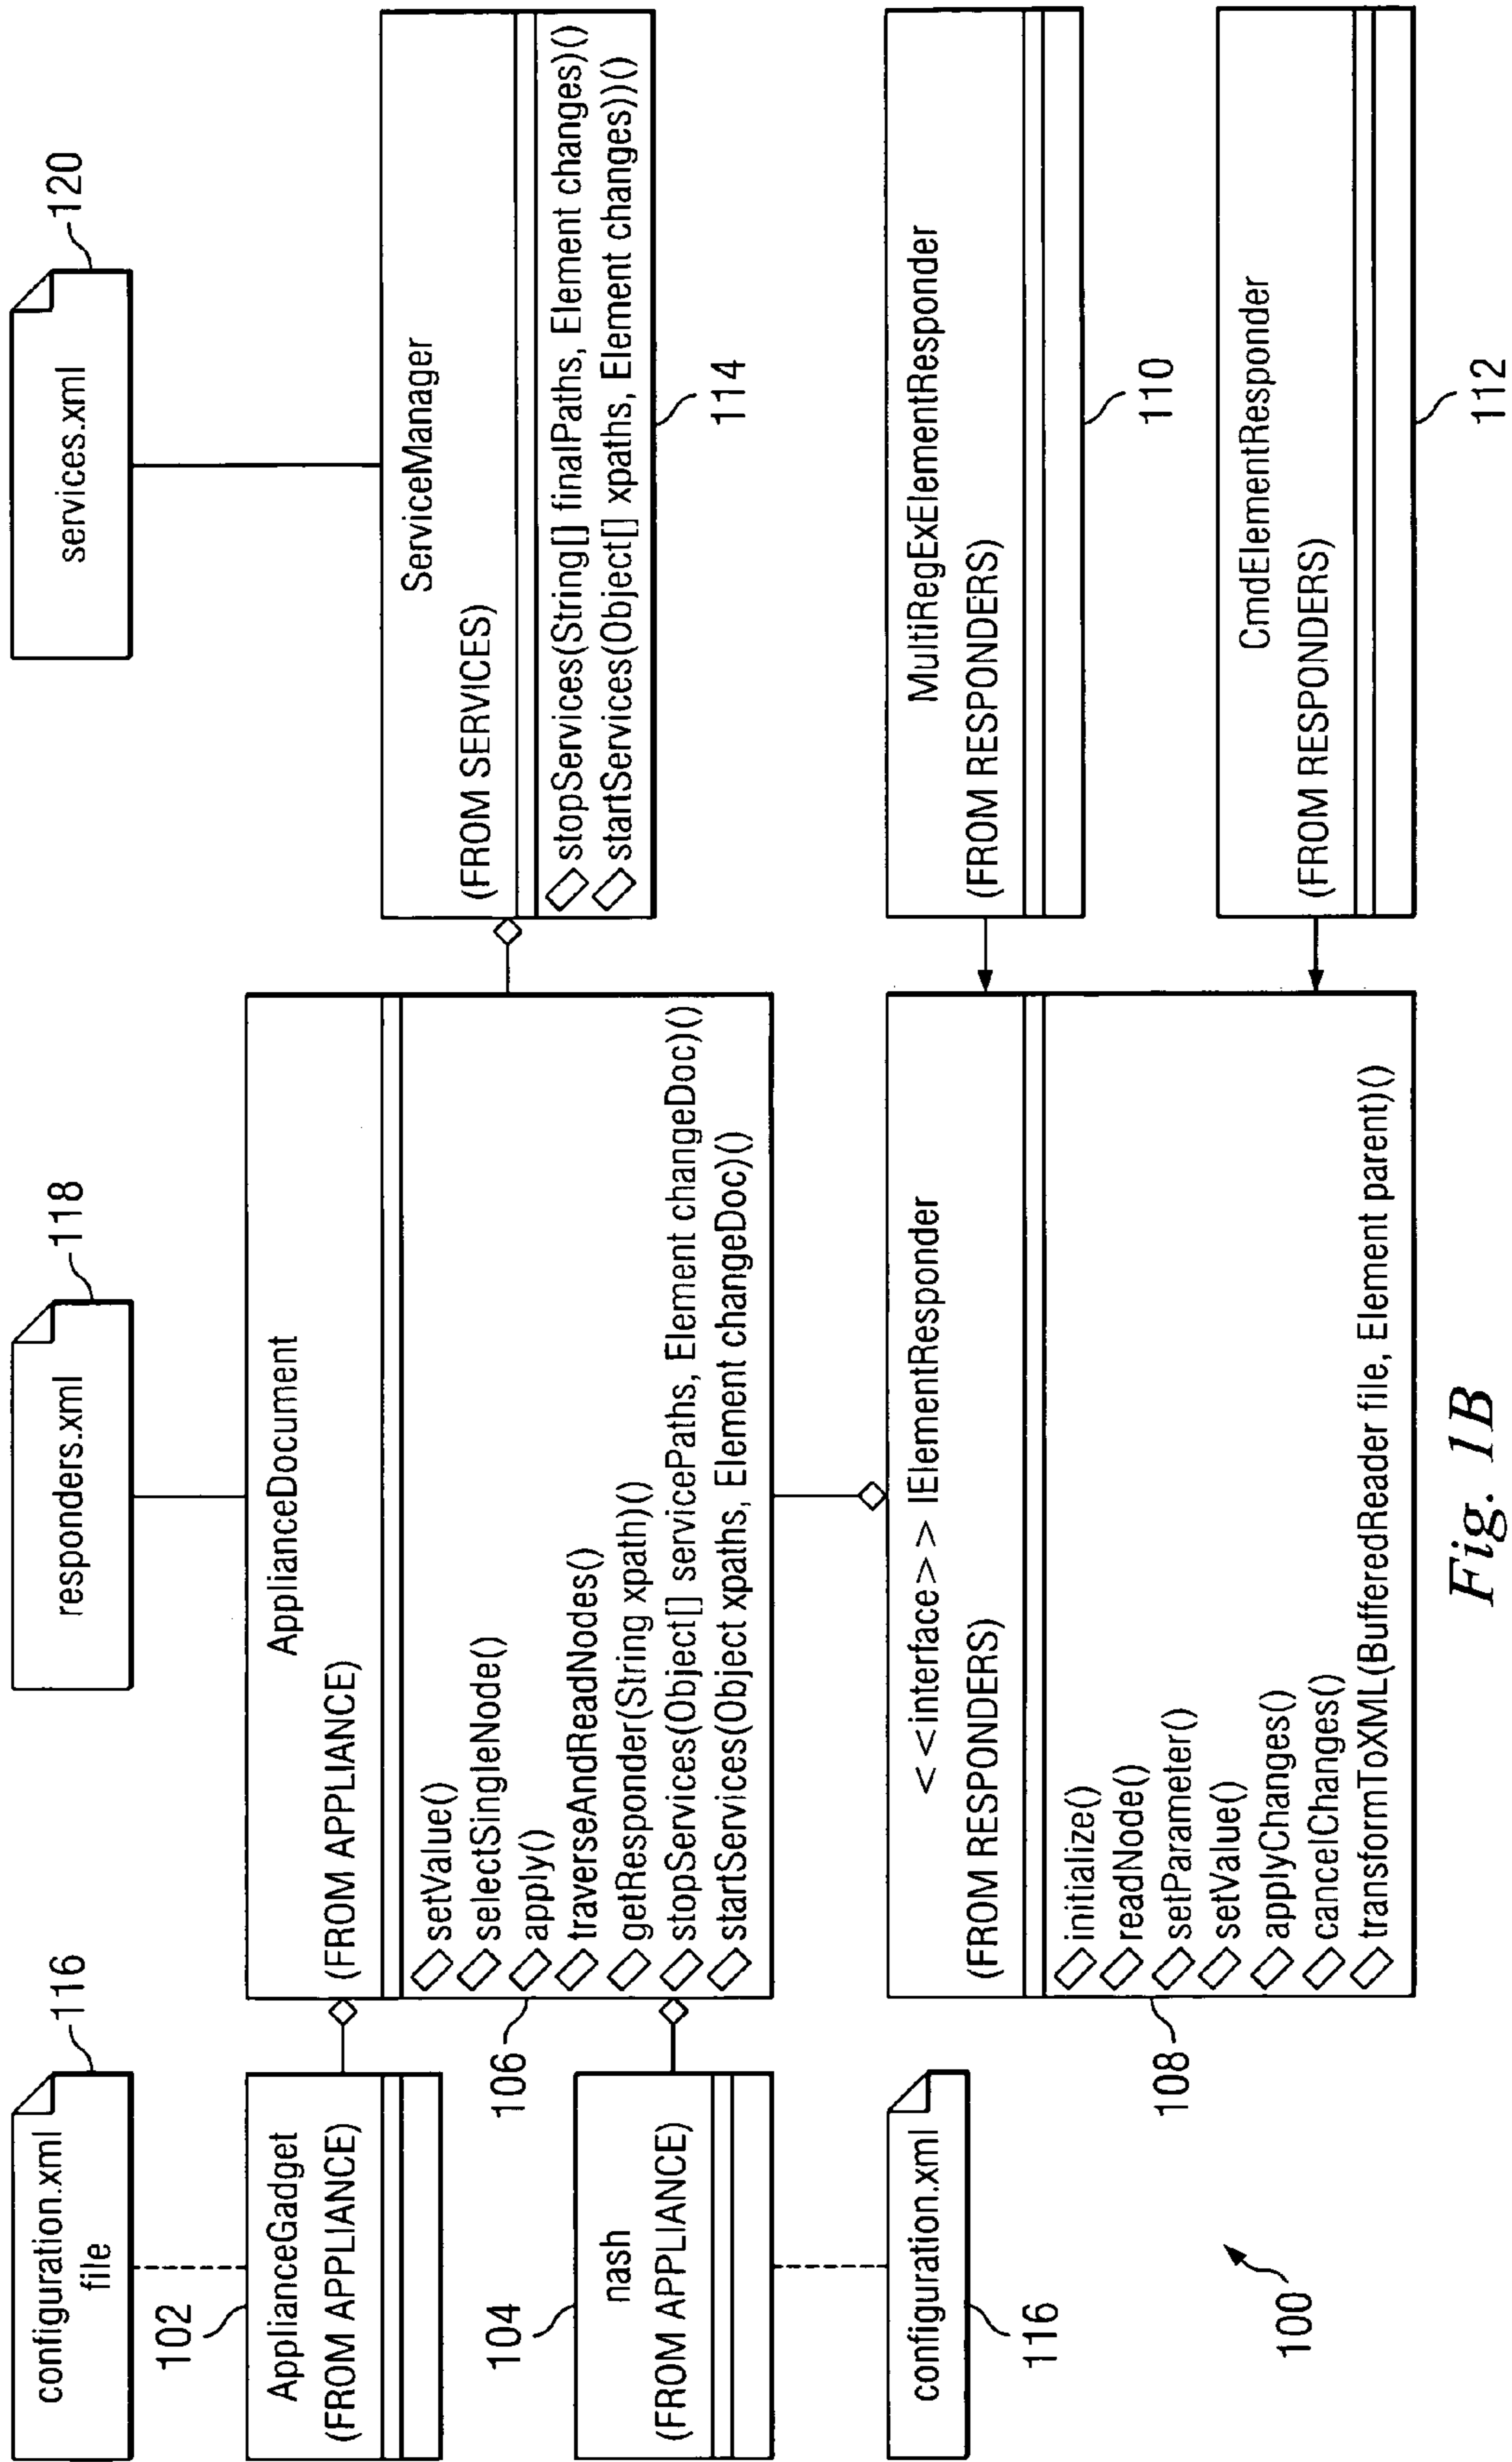 configuration.xml
file
116
responders.xml
118
services.xml
120
102
ApplianceGadget
(FROM APPLIANCE)
ApplianceDocument
(FROM APPLIANCE)
setValue()
selectSingleNode()
apply()
traverseAndReadNodes()
getResponder(String xpath)()
stopServices(Object[] servicePaths, Element changeDoc)()
startServices(Object xpaths, Element changeDoc)()
106
ServiceManager
(FROM SERVICES)
stopServices(String[] finalPaths, Element changes)()
startServices(Object[] xpaths, Element changes))()
114
104
nash
(FROM APPLIANCE)
configuration.xml
116
<<interface>> IElementResponder
(FROM RESPONDERS)
initialize()
readNode()
setParameter()
setValue()
applyChanges()
cancelChanges()
transformToXML(BufferedReader file, Element parent)()
108
MultiRegExElementResponder
(FROM RESPONDERS)
110
CmdElementResponder
(FROM RESPONDERS)
112
100
Fig. 1B